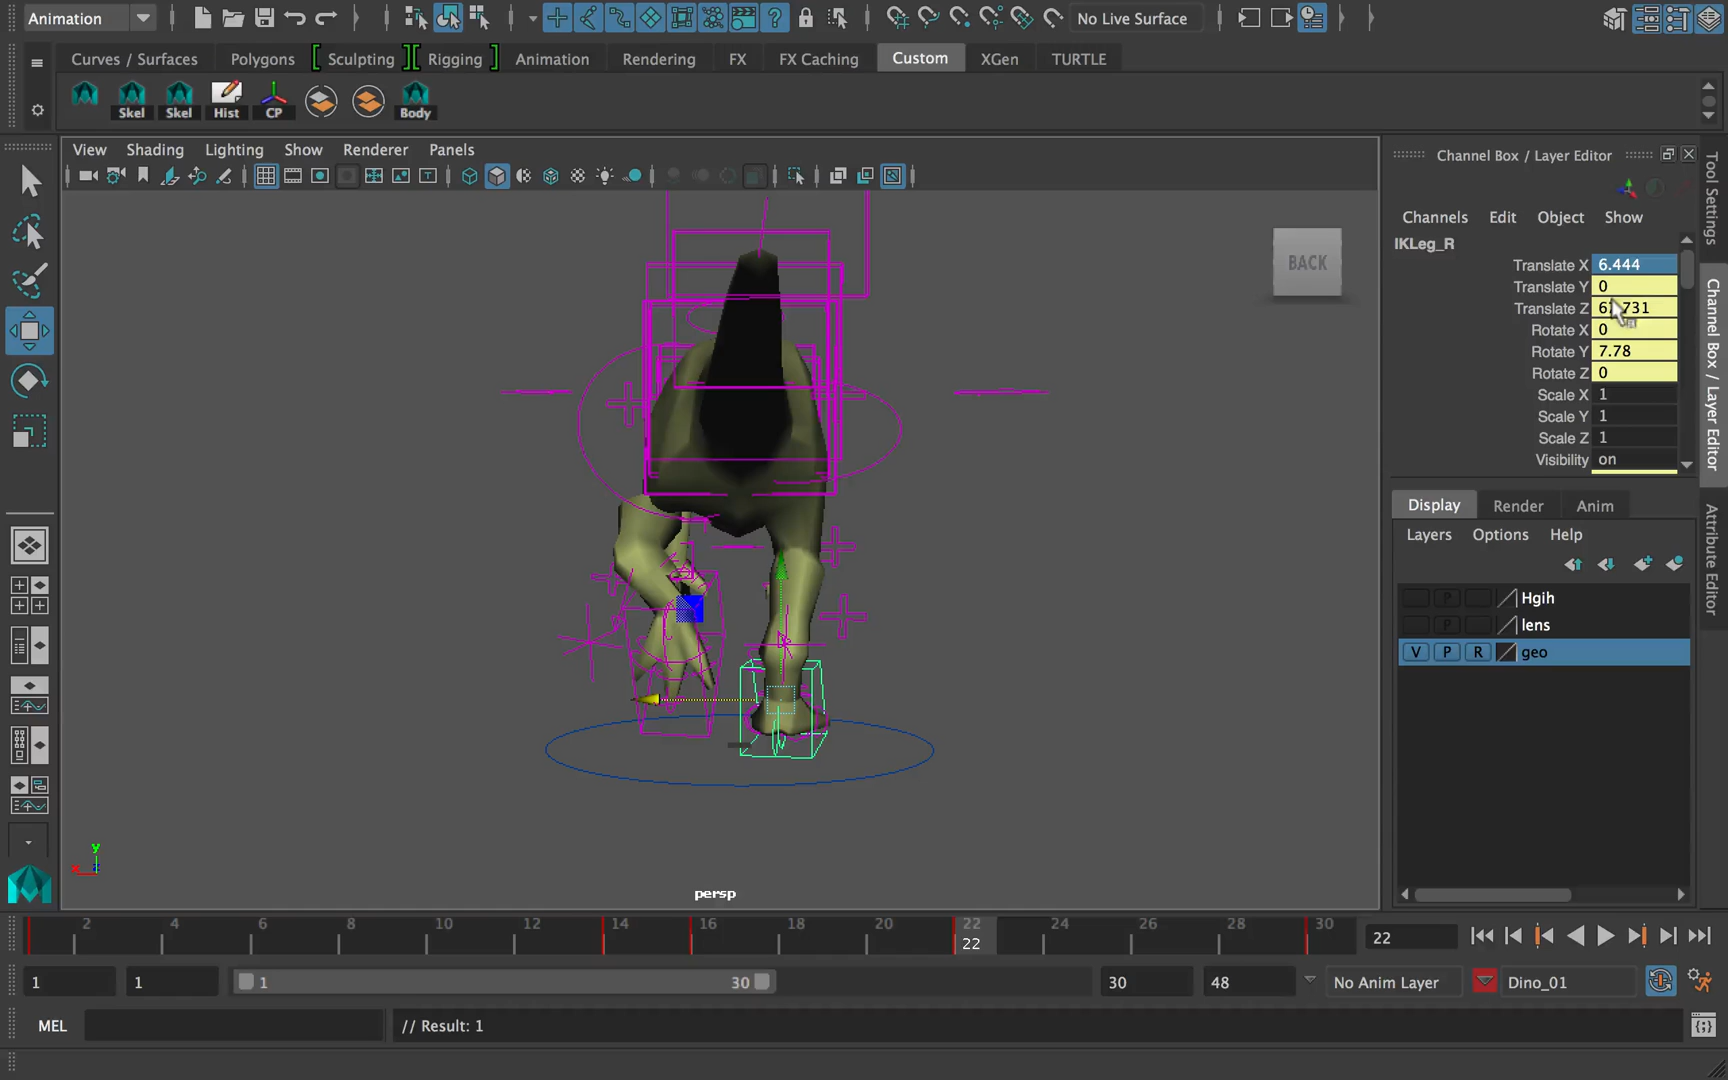 Animation
No Live Surface
Curves / Surfaces Polygons Sculpting Rigging Animation Rendering FX FX Caching Custom XGen TURTLE
Skel Skel Hist CP Body
View Shading Lighting Show Renderer Panels
Channel Box / Layer Editor
Channels Edit Object Show
IKLeg_R
Translate X 6.444
Translate Y 0
Rotate X 0
Translate Z
Rotate Y 7.78
Rotate Z 0
Scale X 1
Scale Y 1
Scale Z 1
Visibility on
Display Render Anim
Layers Options Help
P Hgih
P lens
V P R geo
Tool Settings
Channel Box / Layer Editor
Attribute Editor
BACK
y
x
persp
2 4 6 8 10 12 14 16 18 20 22 24 26 28 30
22
22
1 1 1 30 30 48 No Anim Layer Dino_01
MEL // Result: 1